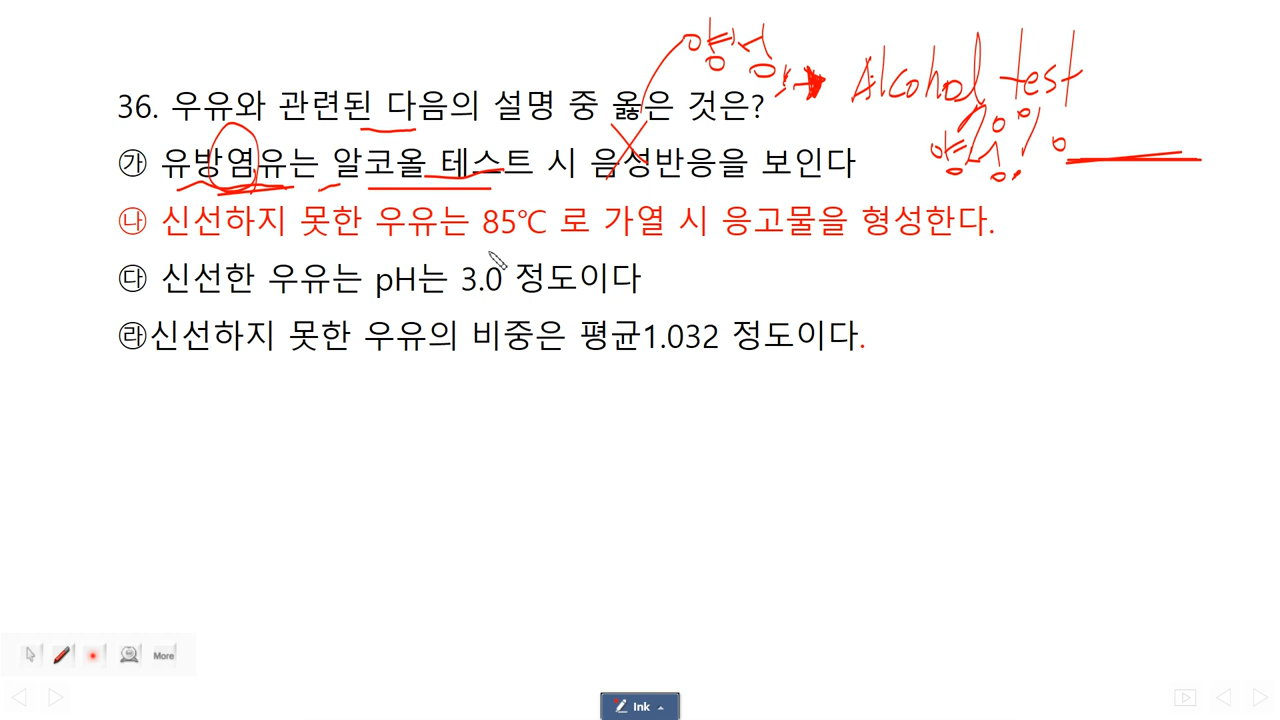 양성 → Alcohol test
36. 우유와 관련된 다음의 설명 중 옳은 것은?
70%
양성
㉮ 유방염유는 알코올 테스트 시 음성반응을 보인다
㉯ 신선하지 못한 우유는 85℃ 로 가열 시 응고물을 형성한다.
㉰ 신선한 우유는 pH는 3.0 정도이다
㉱신선하지 못한 우유의 비중은 평균1.032 정도이다.
More
Ink